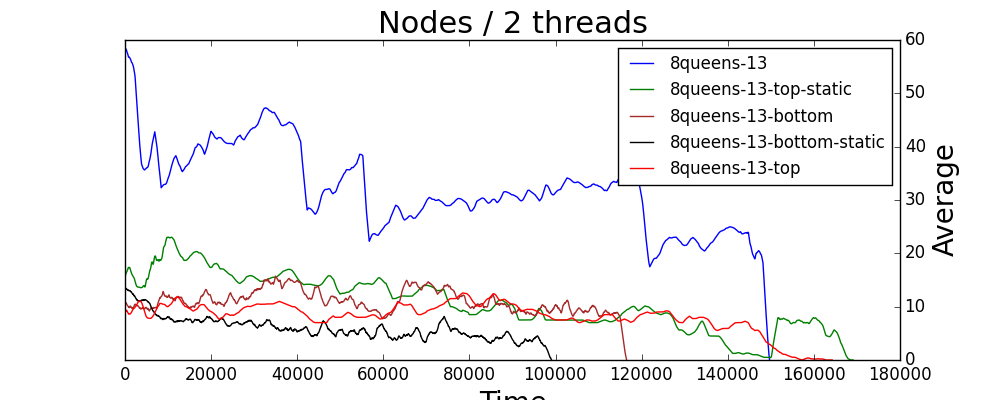 Nodes / 2 threads
8queens-13
8queens-13-top-static
8queens-13-bottom
8queens-13-bottom-static
8queens-13-top
60
50
40
30
20
10
0
Average
0 20000 40000 60000 80000 100000 120000 140000 160000 180000
Time